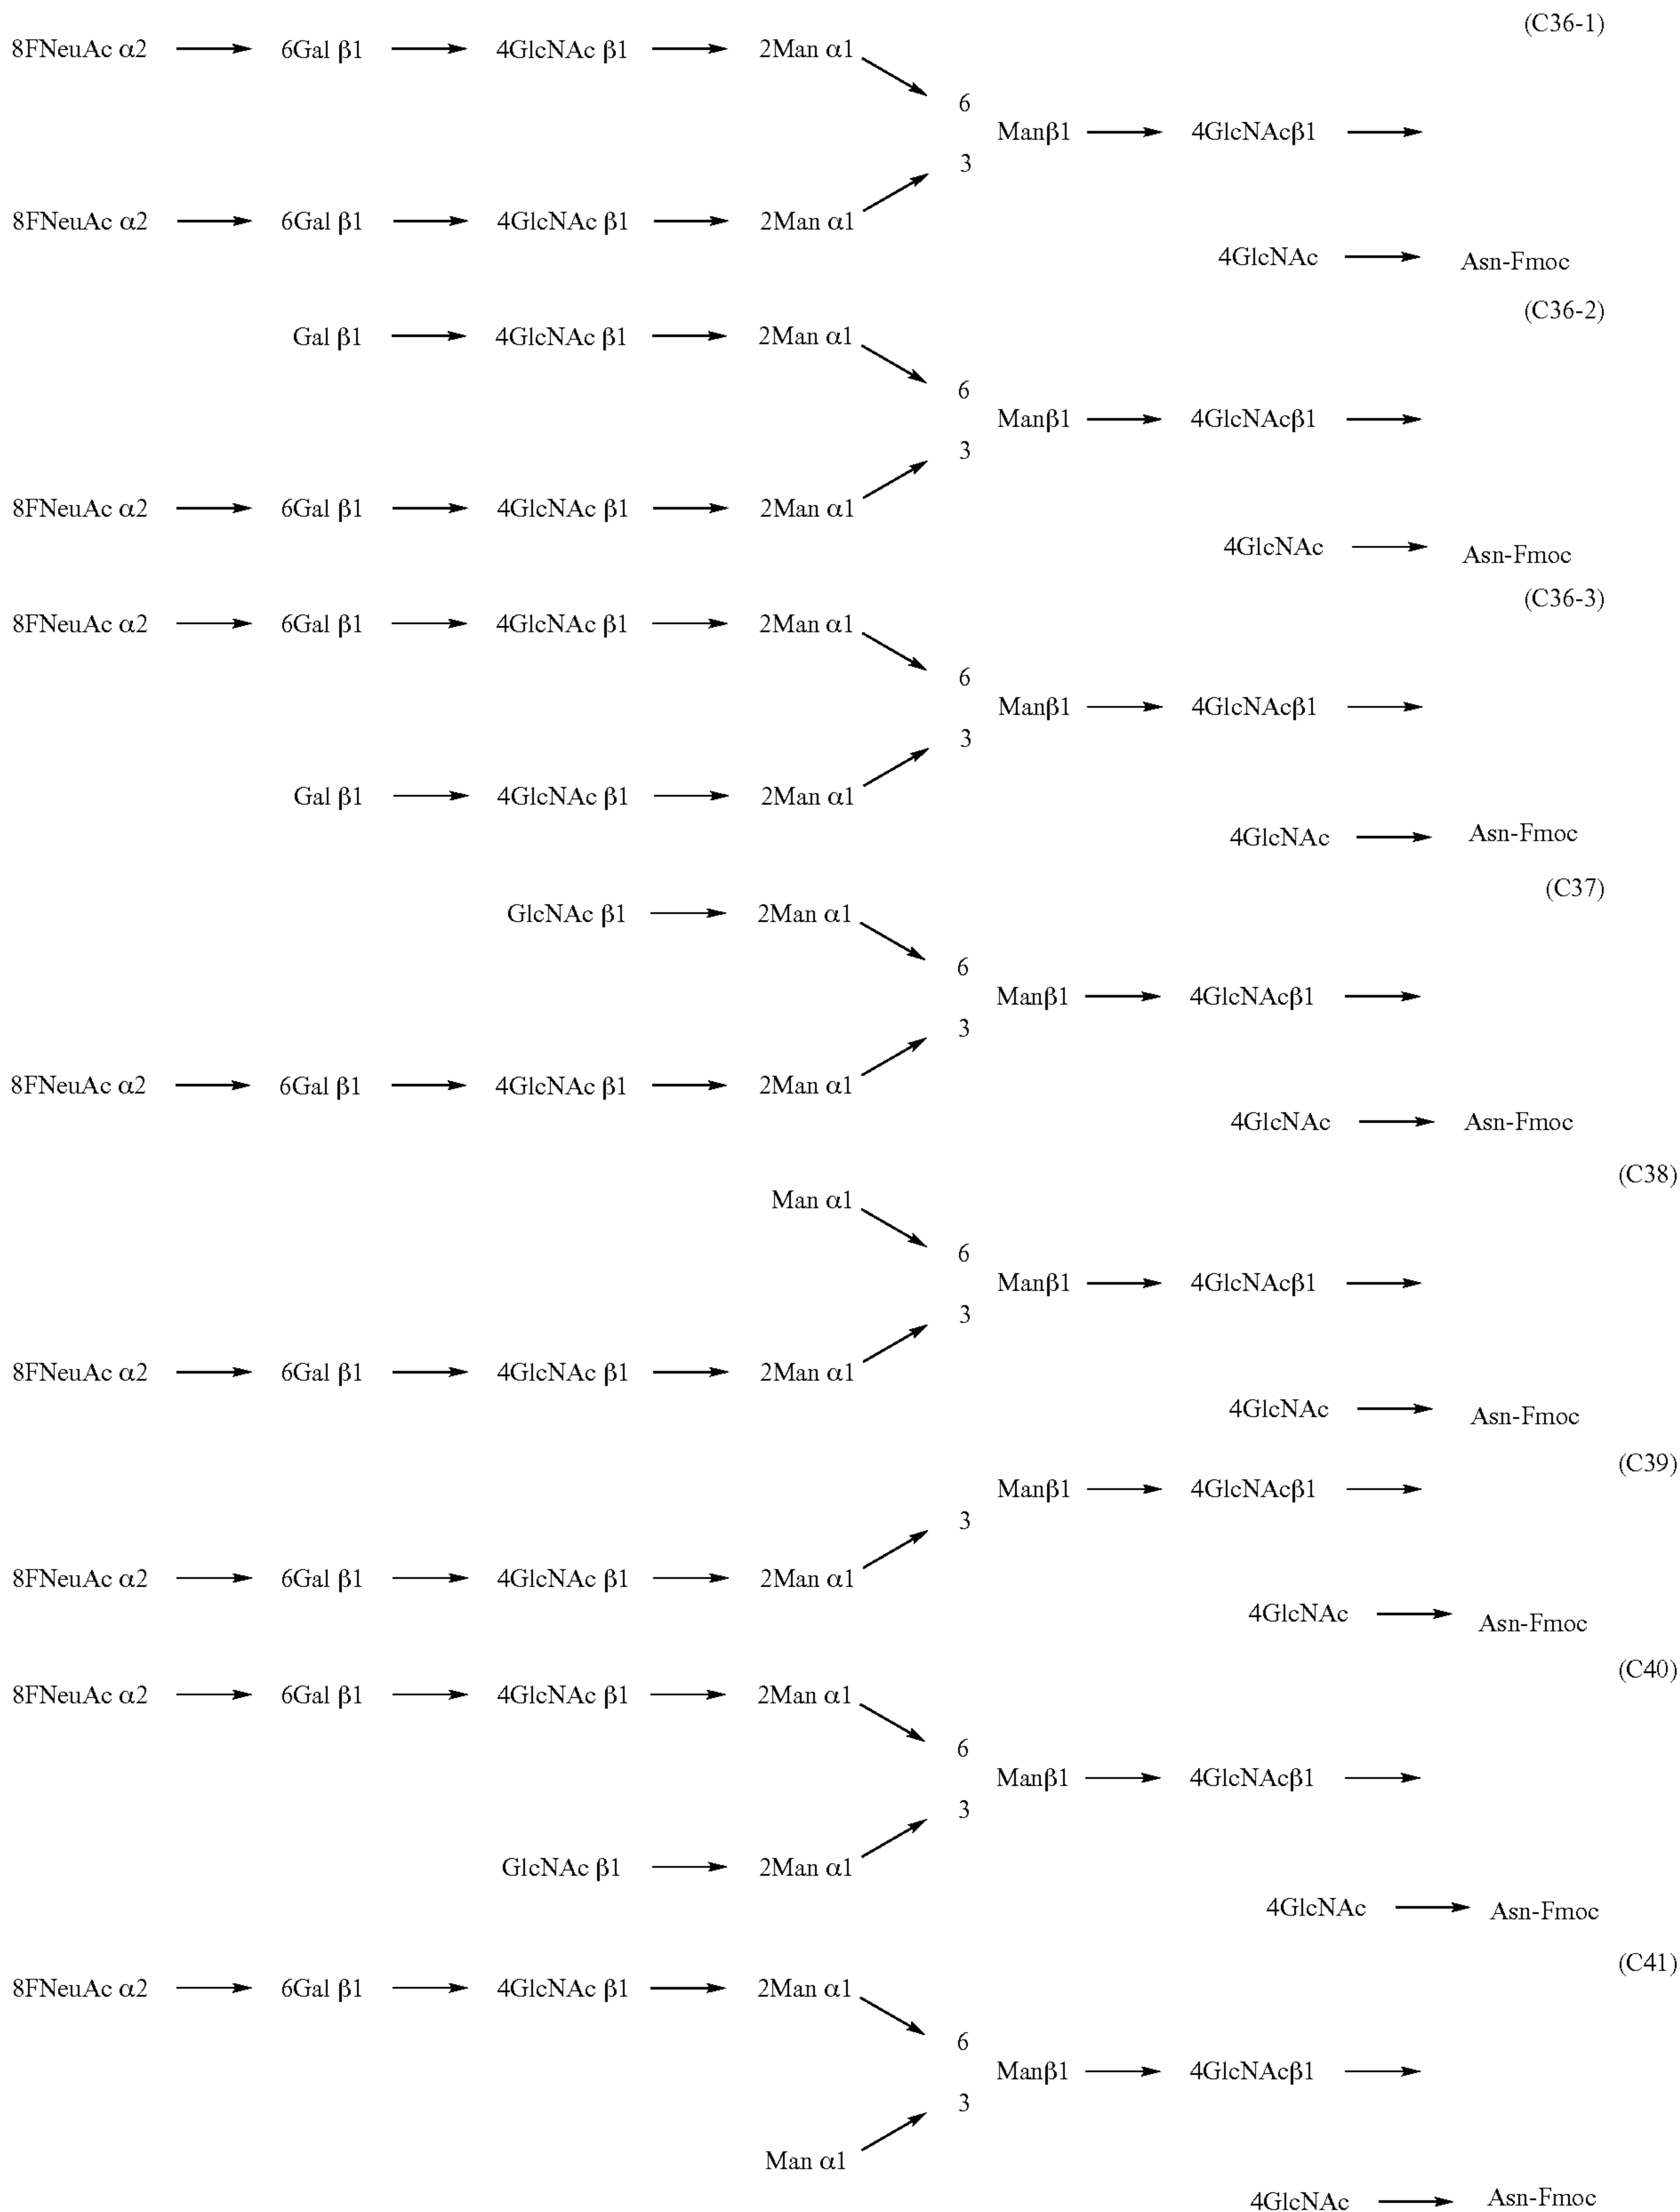 (C36-1)
8FNeuAc α2 → 6Gal β1 → 4GlcNAc β1 → 2Man α1
6
Manβ1 → 4GlcNAcβ1 →
3
8FNeuAc α2 → 6Gal β1 → 4GlcNAc β1 → 2Man α1
4GlcNAc → Asn-Fmoc
(C36-2)
Gal β1 → 4GlcNAc β1 → 2Man α1
6
Manβ1 → 4GlcNAcβ1 →
3
8FNeuAc α2 → 6Gal β1 → 4GlcNAc β1 → 2Man α1
4GlcNAc → Asn-Fmoc
(C36-3)
8FNeuAc α2 → 6Gal β1 → 4GlcNAc β1 → 2Man α1
6
Manβ1 → 4GlcNAcβ1 →
3
Gal β1 → 4GlcNAc β1 → 2Man α1
4GlcNAc → Asn-Fmoc
(C37)
GlcNAc β1 → 2Man α1
6
Manβ1 → 4GlcNAcβ1 →
3
8FNeuAc α2 → 6Gal β1 → 4GlcNAc β1 → 2Man α1
4GlcNAc → Asn-Fmoc
(C38)
Man α1
6
Manβ1 → 4GlcNAcβ1 →
3
8FNeuAc α2 → 6Gal β1 → 4GlcNAc β1 → 2Man α1
4GlcNAc → Asn-Fmoc
(C39)
Manβ1 → 4GlcNAcβ1 →
3
8FNeuAc α2 → 6Gal β1 → 4GlcNAc β1 → 2Man α1
4GlcNAc → Asn-Fmoc
(C40)
8FNeuAc α2 → 6Gal β1 → 4GlcNAc β1 → 2Man α1
6
Manβ1 → 4GlcNAcβ1 →
3
GlcNAc β1 → 2Man α1
4GlcNAc → Asn-Fmoc
(C41)
8FNeuAc α2 → 6Gal β1 → 4GlcNAc β1 → 2Man α1
6
Manβ1 → 4GlcNAcβ1 →
3
Man α1
4GlcNAc → Asn-Fmoc